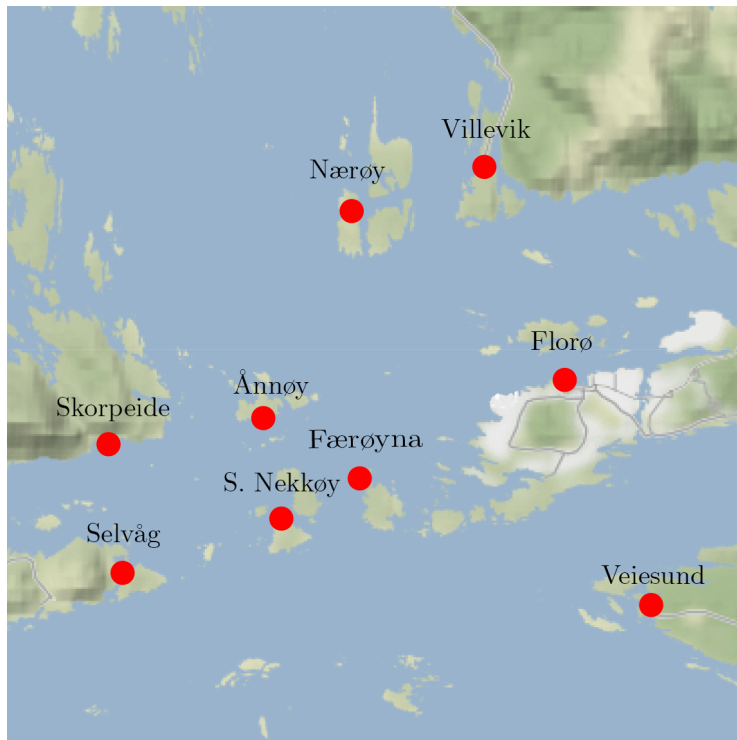 Villevik
Nærøy
Florø
Ånnøy
Skorpeide
Færøyna
S. Nekkøy
Selvåg
Veiesund